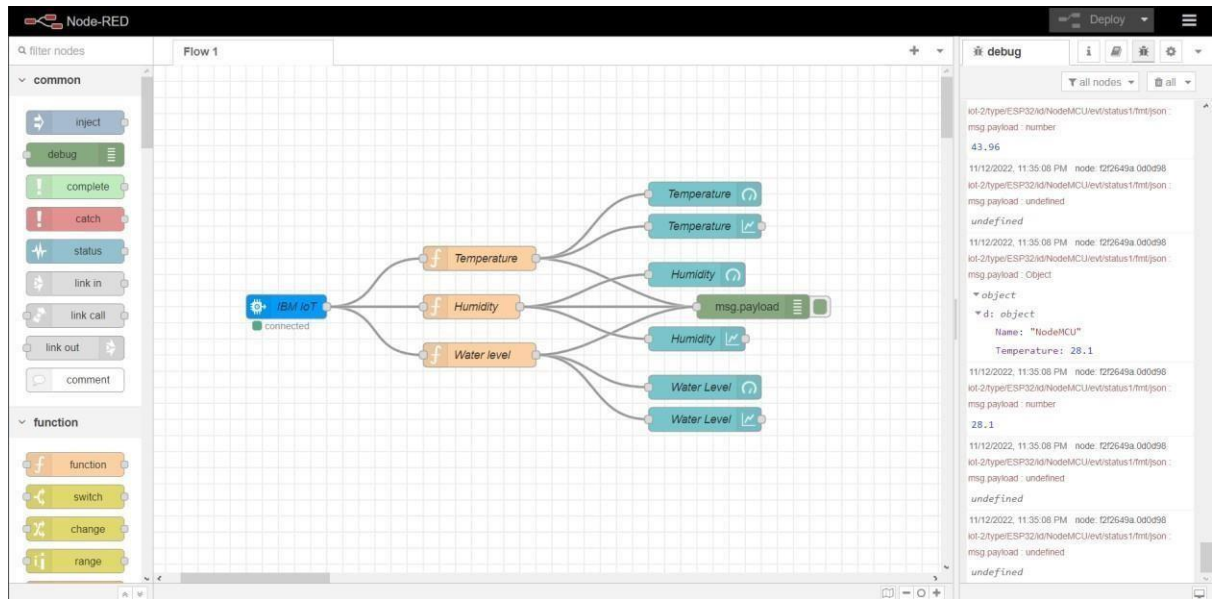 Node-RED
Deploy
filter nodes
common
inject
debug
complete
catch
status
link in
link call
link out
comment
function
function
switch
change
range
Flow 1
IBM IoT
connected
Temperature
Humidity
Water level
Temperature
Temperature
Humidity
msg.payload
Humidity
Water Level
Water Level
debug
all nodes
all
iot-2/type/ESP32/id/NodeMCU/evt/status1/fmt/json :
msg.payload : number
43.96
11/12/2022, 11:35:08 PM node: f2f2649a.0d0d98
iot-2/type/ESP32/id/NodeMCU/evt/status1/fmt/json :
msg.payload : undefined
undefined
11/12/2022, 11:35:08 PM node: f2f2649a.0d0d98
iot-2/type/ESP32/id/NodeMCU/evt/status1/fmt/json :
msg.payload : Object
object
d: object
Name: "NodeMCU"
Temperature: 28.1
11/12/2022, 11:35:08 PM node: f2f2649a.0d0d98
iot-2/type/ESP32/id/NodeMCU/evt/status1/fmt/json :
msg.payload : number
28.1
11/12/2022, 11:35:08 PM node: f2f2649a.0d0d98
iot-2/type/ESP32/id/NodeMCU/evt/status1/fmt/json :
msg.payload : undefined
undefined
11/12/2022, 11:35:08 PM node: f2f2649a.0d0d98
iot-2/type/ESP32/id/NodeMCU/evt/status1/fmt/json :
msg.payload : undefined
undefined